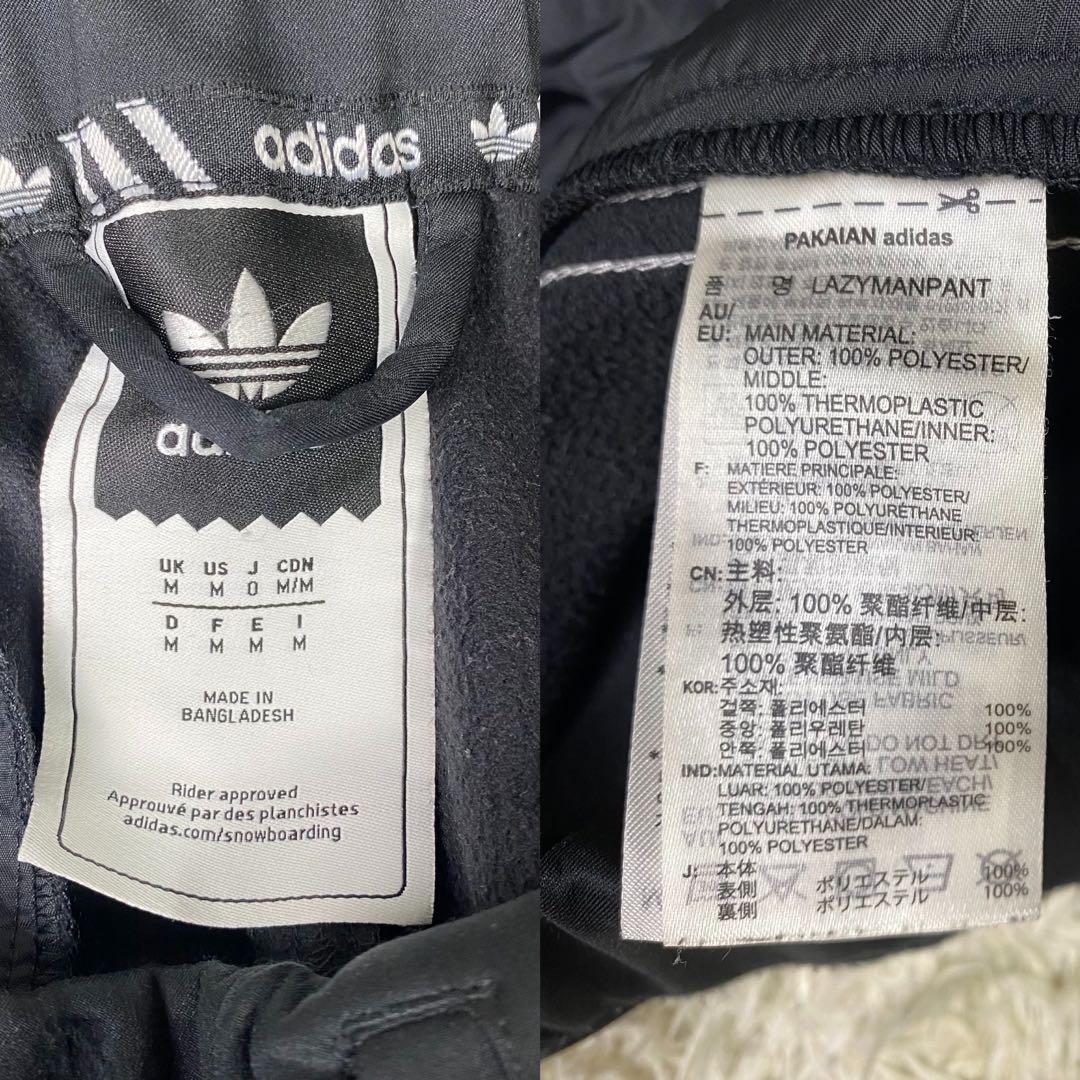 adidas
UK US J CDN
M M O M/M
D F E I
M M M M
MADE IN
BANGLADESH
Rider approved
Approuvé par des planchistes
adidas.com/snowboarding
PAKAIAN adidas
품 명 LAZYMANPANT
AU/
EU: MAIN MATERIAL:
OUTER: 100% POLYESTER/
MIDDLE:
100% THERMOPLASTIC
POLYURETHANE/INNER:
100% POLYESTER
F: MATIERE PRINCIPALE:
EXTERIEUR: 100% POLYESTER/
MILIEU: 100% POLYURÉTHANE
THERMOPLASTIQUE/INTERIEUR:
100% POLYESTER
CN: 主料:
外层: 100% 聚酯纤维/中层:
热塑性聚氨酯/内层:
100% 聚酯纤维
KOR: 주소재:
겉쪽: 폴리에스터 100%
중앙: 폴리우레탄 100%
안쪽: 폴리에스터 100%
IND: MATERIAL UTAMA:
LUAR: 100% POLYESTER/
TENGAH: 100% THERMOPLASTIC
POLYURETHANE/DALAM:
100% POLYESTER
J: 本体
表側 ポリエステル 100%
裏側 ポリエステル 100%